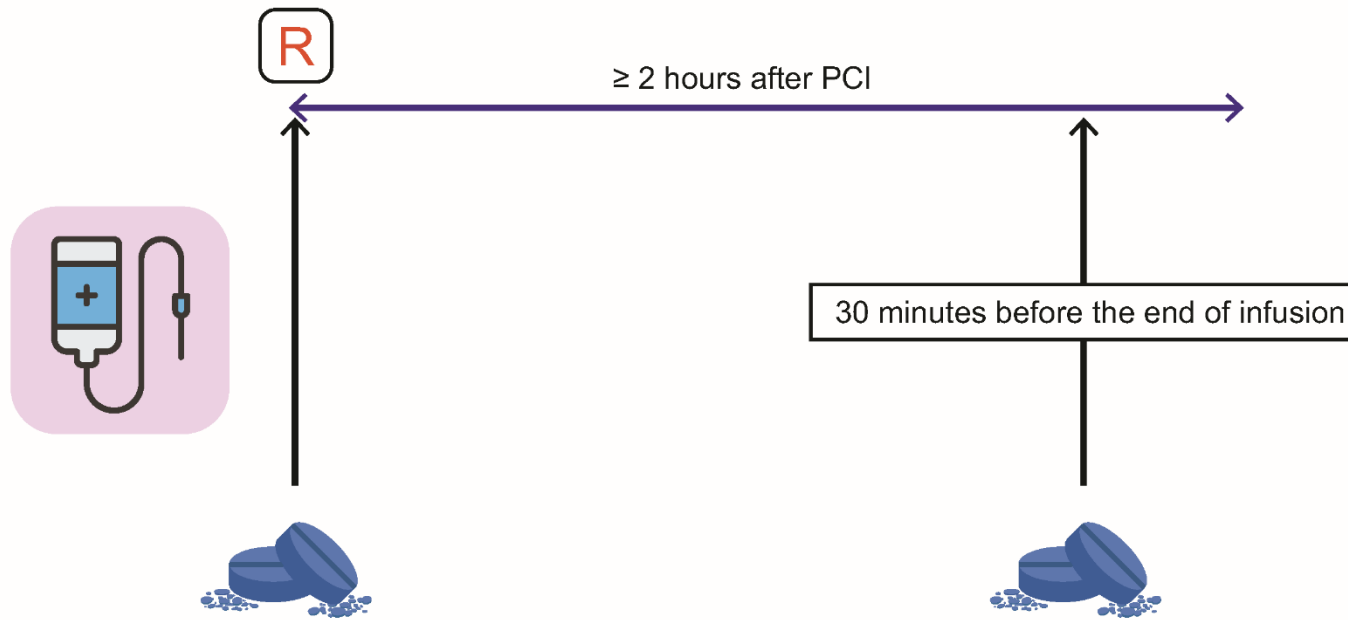 R
≥ 2 hours after PCI
30 minutes before the end of infusion